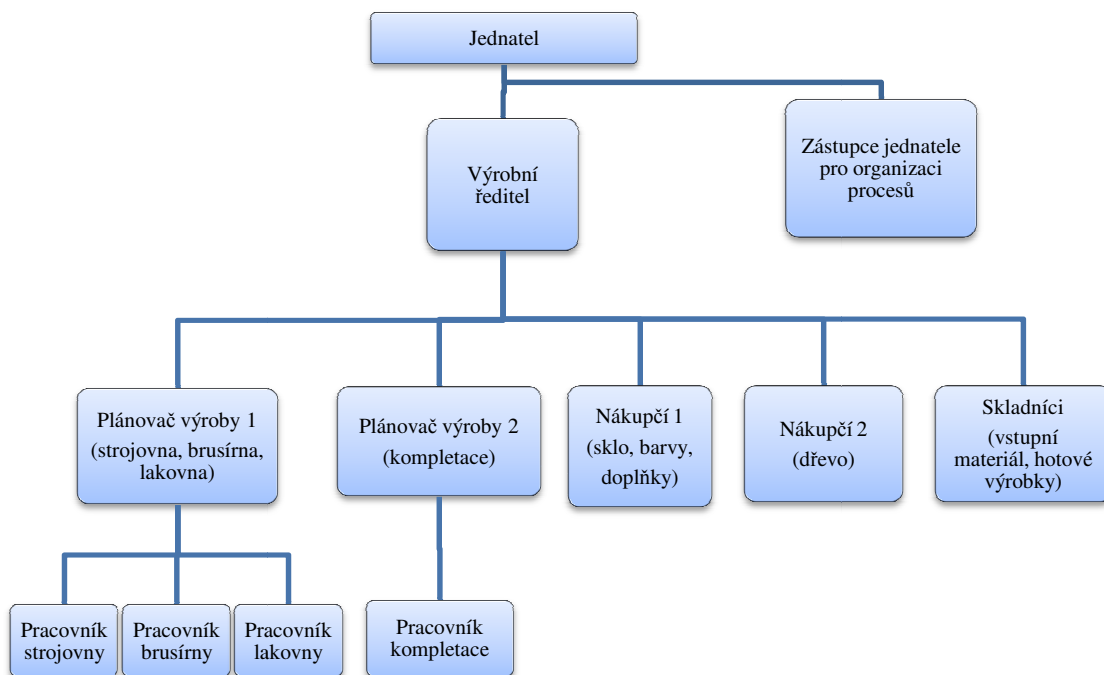 Jednatel
Výrobní
ředitel
Zástupce jednatele
pro organizaci
procesů
Plánovač výroby 1
(strojovna, brusírna,
lakovna)
Plánovač výroby 2
(kompletace)
Nákupčí 1
(sklo, barvy,
doplňky)
Nákupčí 2
(dřevo)
Skladníci
(vstupní
materiál, hotové
výrobky)
Pracovník
strojovny
Pracovník
brusírny
Pracovník
lakovny
Pracovník
kompletace